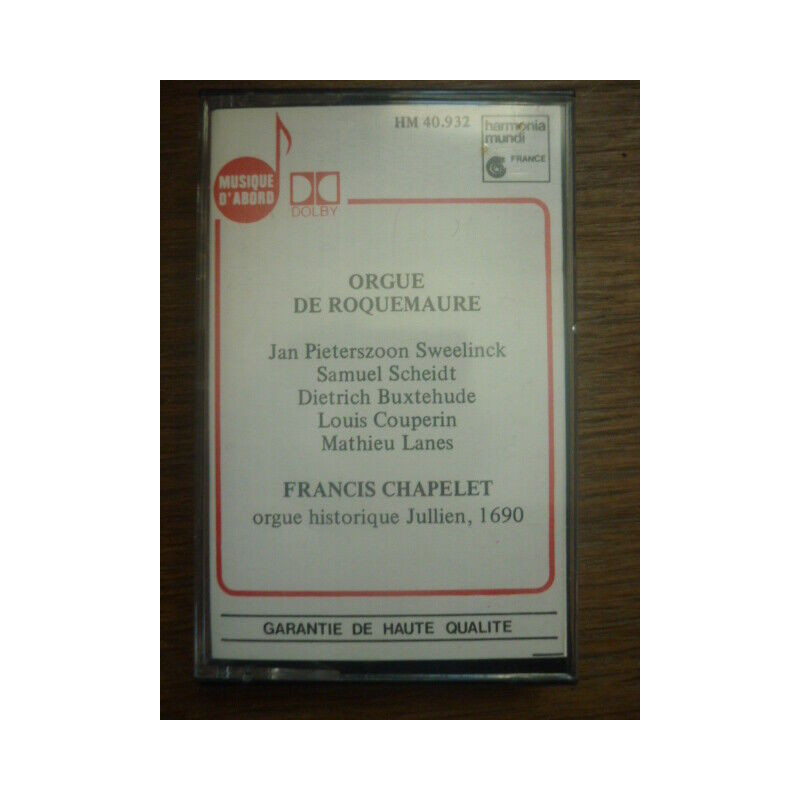 HM 40.932
harmonia
mundi
FRANCE
MUSIQUE
D'ABORD
DOLBY
ORGUE
DE ROQUEMAURE
Jan Pieterszoon Sweelinck
Samuel Scheidt
Dietrich Buxtehude
Louis Couperin
Mathieu Lanes
FRANCIS CHAPELET
orgue historique Jullien, 1690
GARANTIE DE HAUTE QUALITE